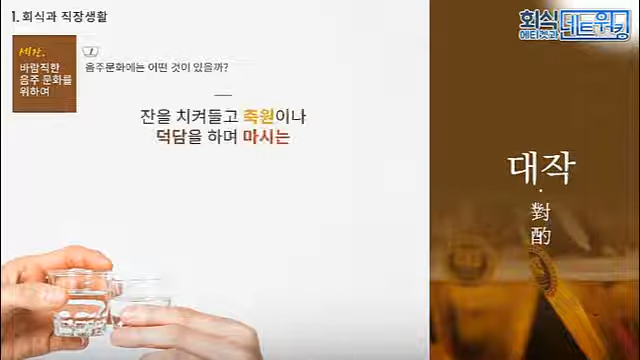 1. 회식과 직장생활
회식
에티켓과
네트워킹
세간.
바람직한
음주 문화를
위하여
1
음주문화에는 어떤 것이 있을까?
잔을 치켜들고 축원이나
덕담을 하며 마시는
대작
對
酌